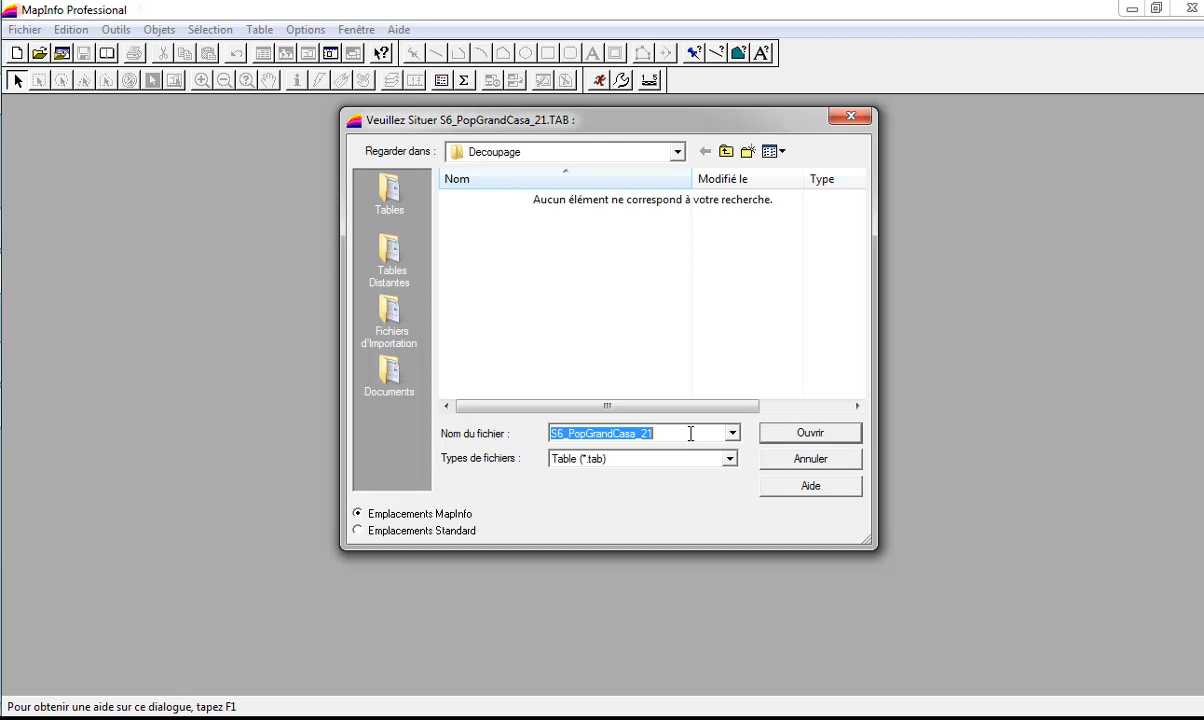 MapInfo Professional
Fichier Edition Outils Objets Sélection Table Options Fenêtre Aide
Veuillez Situer S6_PopGrandCasa_21.TAB :
Regarder dans : Decoupage
Nom Modifié le Type
Aucun élément ne correspond à votre recherche.
Tables
Tables
Distantes
Fichiers
d'Importation
Documents
Nom du fichier : S6_PopGrandCasa_21 Ouvrir
Types de fichiers : Table (*.tab) Annuler
Aide
Emplacements MapInfo
Emplacements Standard
Pour obtenir une aide sur ce dialogue, tapez F1